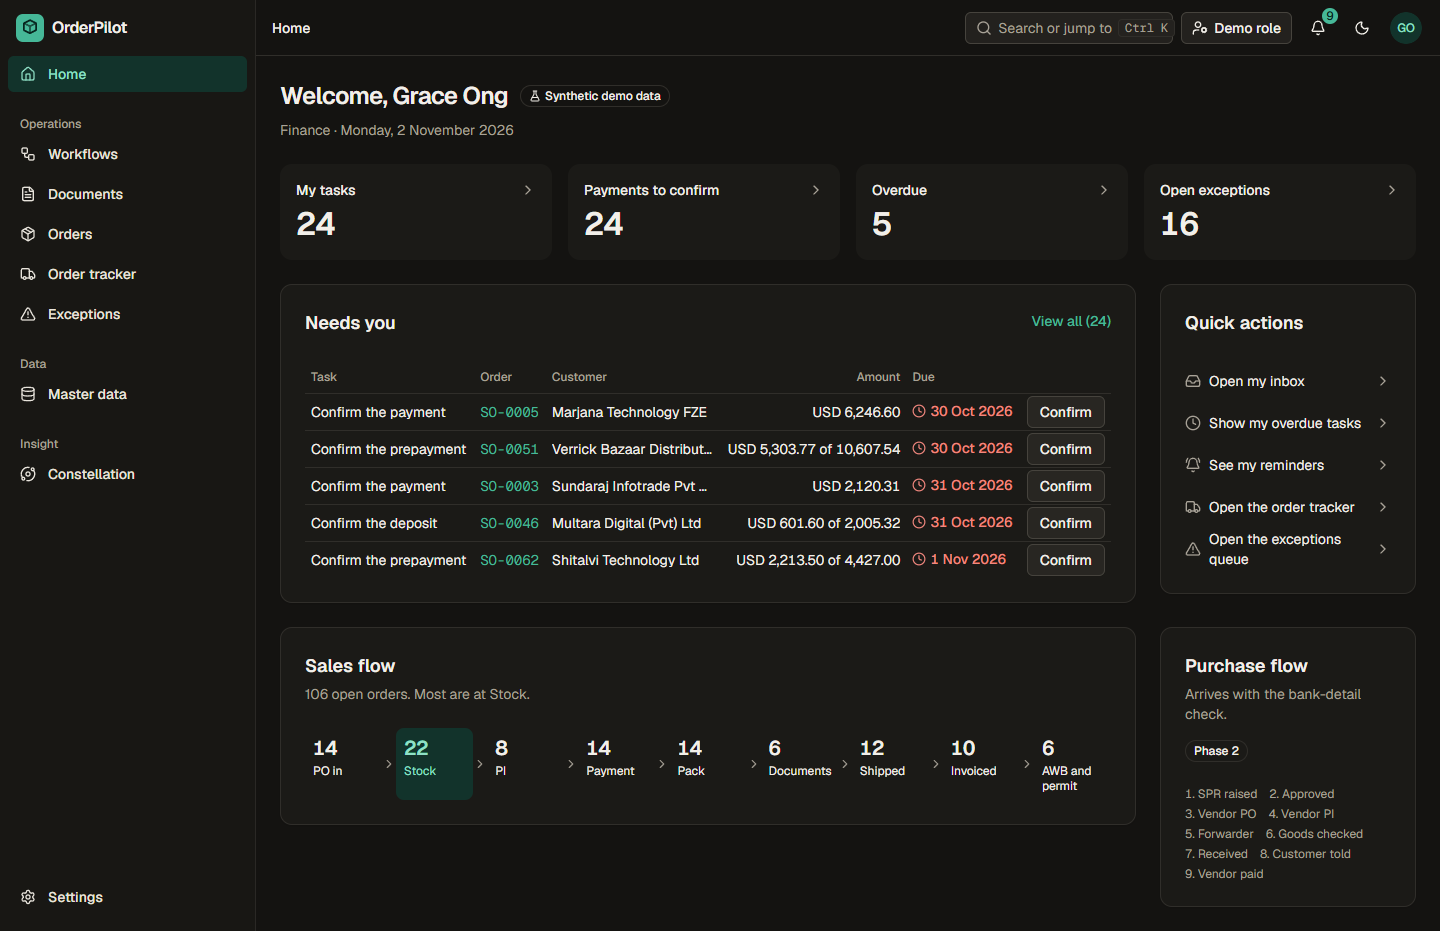 OrderPilot
Home
Operations
Workflows
Documents
Orders
Order tracker
Exceptions
Data
Master data
Insight
Constellation
Settings
Home
Search or jump to Ctrl K
Demo role
9
GO
Welcome, Grace Ong
Synthetic demo data
Finance · Monday, 2 November 2026
My tasks
24
Payments to confirm
24
Overdue
5
Open exceptions
16
Needs you
View all (24)
Task Order Customer Amount Due
Confirm the payment SO-0005 Marjana Technology FZE USD 6,246.60 30 Oct 2026 Confirm
Confirm the prepayment SO-0051 Verrick Bazaar Distribut... USD 5,303.77 of 10,607.54 30 Oct 2026 Confirm
Confirm the payment SO-0003 Sundaraj Infotrade Pvt ... USD 2,120.31 31 Oct 2026 Confirm
Confirm the deposit SO-0046 Multara Digital (Pvt) Ltd USD 601.60 of 2,005.32 31 Oct 2026 Confirm
Confirm the prepayment SO-0062 Shitalvi Technology Ltd USD 2,213.50 of 4,427.00 1 Nov 2026 Confirm
Quick actions
Open my inbox
Show my overdue tasks
See my reminders
Open the order tracker
Open the exceptions
queue
Sales flow
106 open orders. Most are at Stock.
14
PO in
22
Stock
8
PI
14
Payment
14
Pack
6
Documents
12
Shipped
10
Invoiced
6
AWB and
permit
Purchase flow
Arrives with the bank-detail
check.
Phase 2
1. SPR raised 2. Approved
3. Vendor PO 4. Vendor PI
5. Forwarder 6. Goods checked
7. Received 8. Customer told
9. Vendor paid